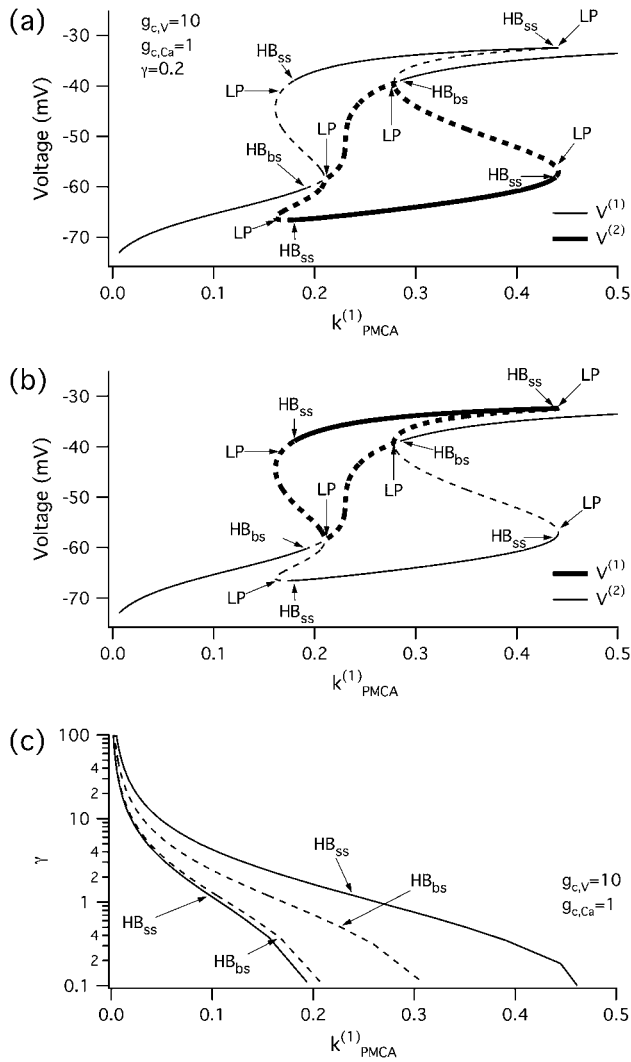 (a)
g_c,V=10
g_c,Ca=1
γ=0.2
HB_ss
LP
HB_ss
LP
LP
HB_bs
LP
HB_bs
LP
HB_ss
LP
LP
HB_ss
V^(1)
V^(2)
Voltage (mV)
-30
-40
-50
-60
-70
0.0
0.1
0.2
0.3
0.4
0.5
k^(1)_PMCA
(b)
HB_ss
LP
HB_ss
LP
LP
HB_bs
LP
HB_bs
LP
HB_ss
LP
LP
HB_ss
V^(1)
V^(2)
Voltage (mV)
-30
-40
-50
-60
-70
0.0
0.1
0.2
0.3
0.4
0.5
k^(1)_PMCA
(c)
γ
100
4
2
10
4
2
1
4
2
0.1
HB_ss
HB_bs
HB_ss
HB_bs
g_c,V=10
g_c,Ca=1
0.0
0.1
0.2
0.3
0.4
0.5
k^(1)_PMCA